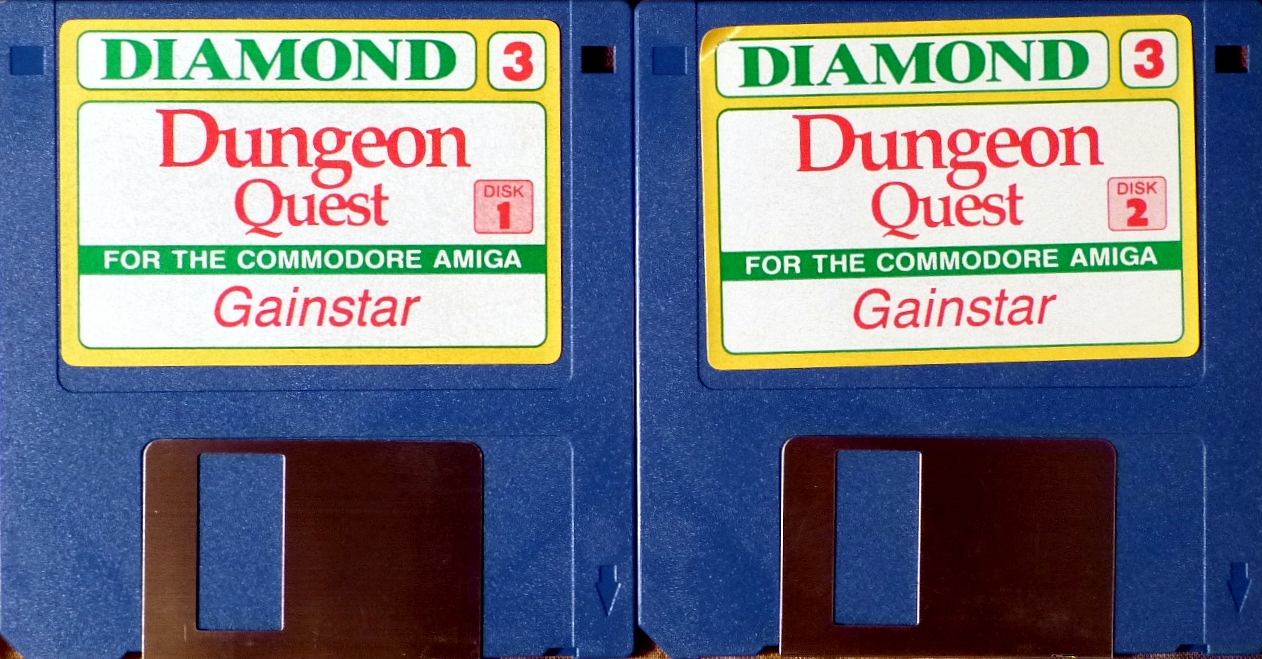 DIAMOND 3
Dungeon
Quest
DISK
1
FOR THE COMMODORE AMIGA
Gainstar
DIAMOND 3
Dungeon
Quest
DISK
2
FOR THE COMMODORE AMIGA
Gainstar